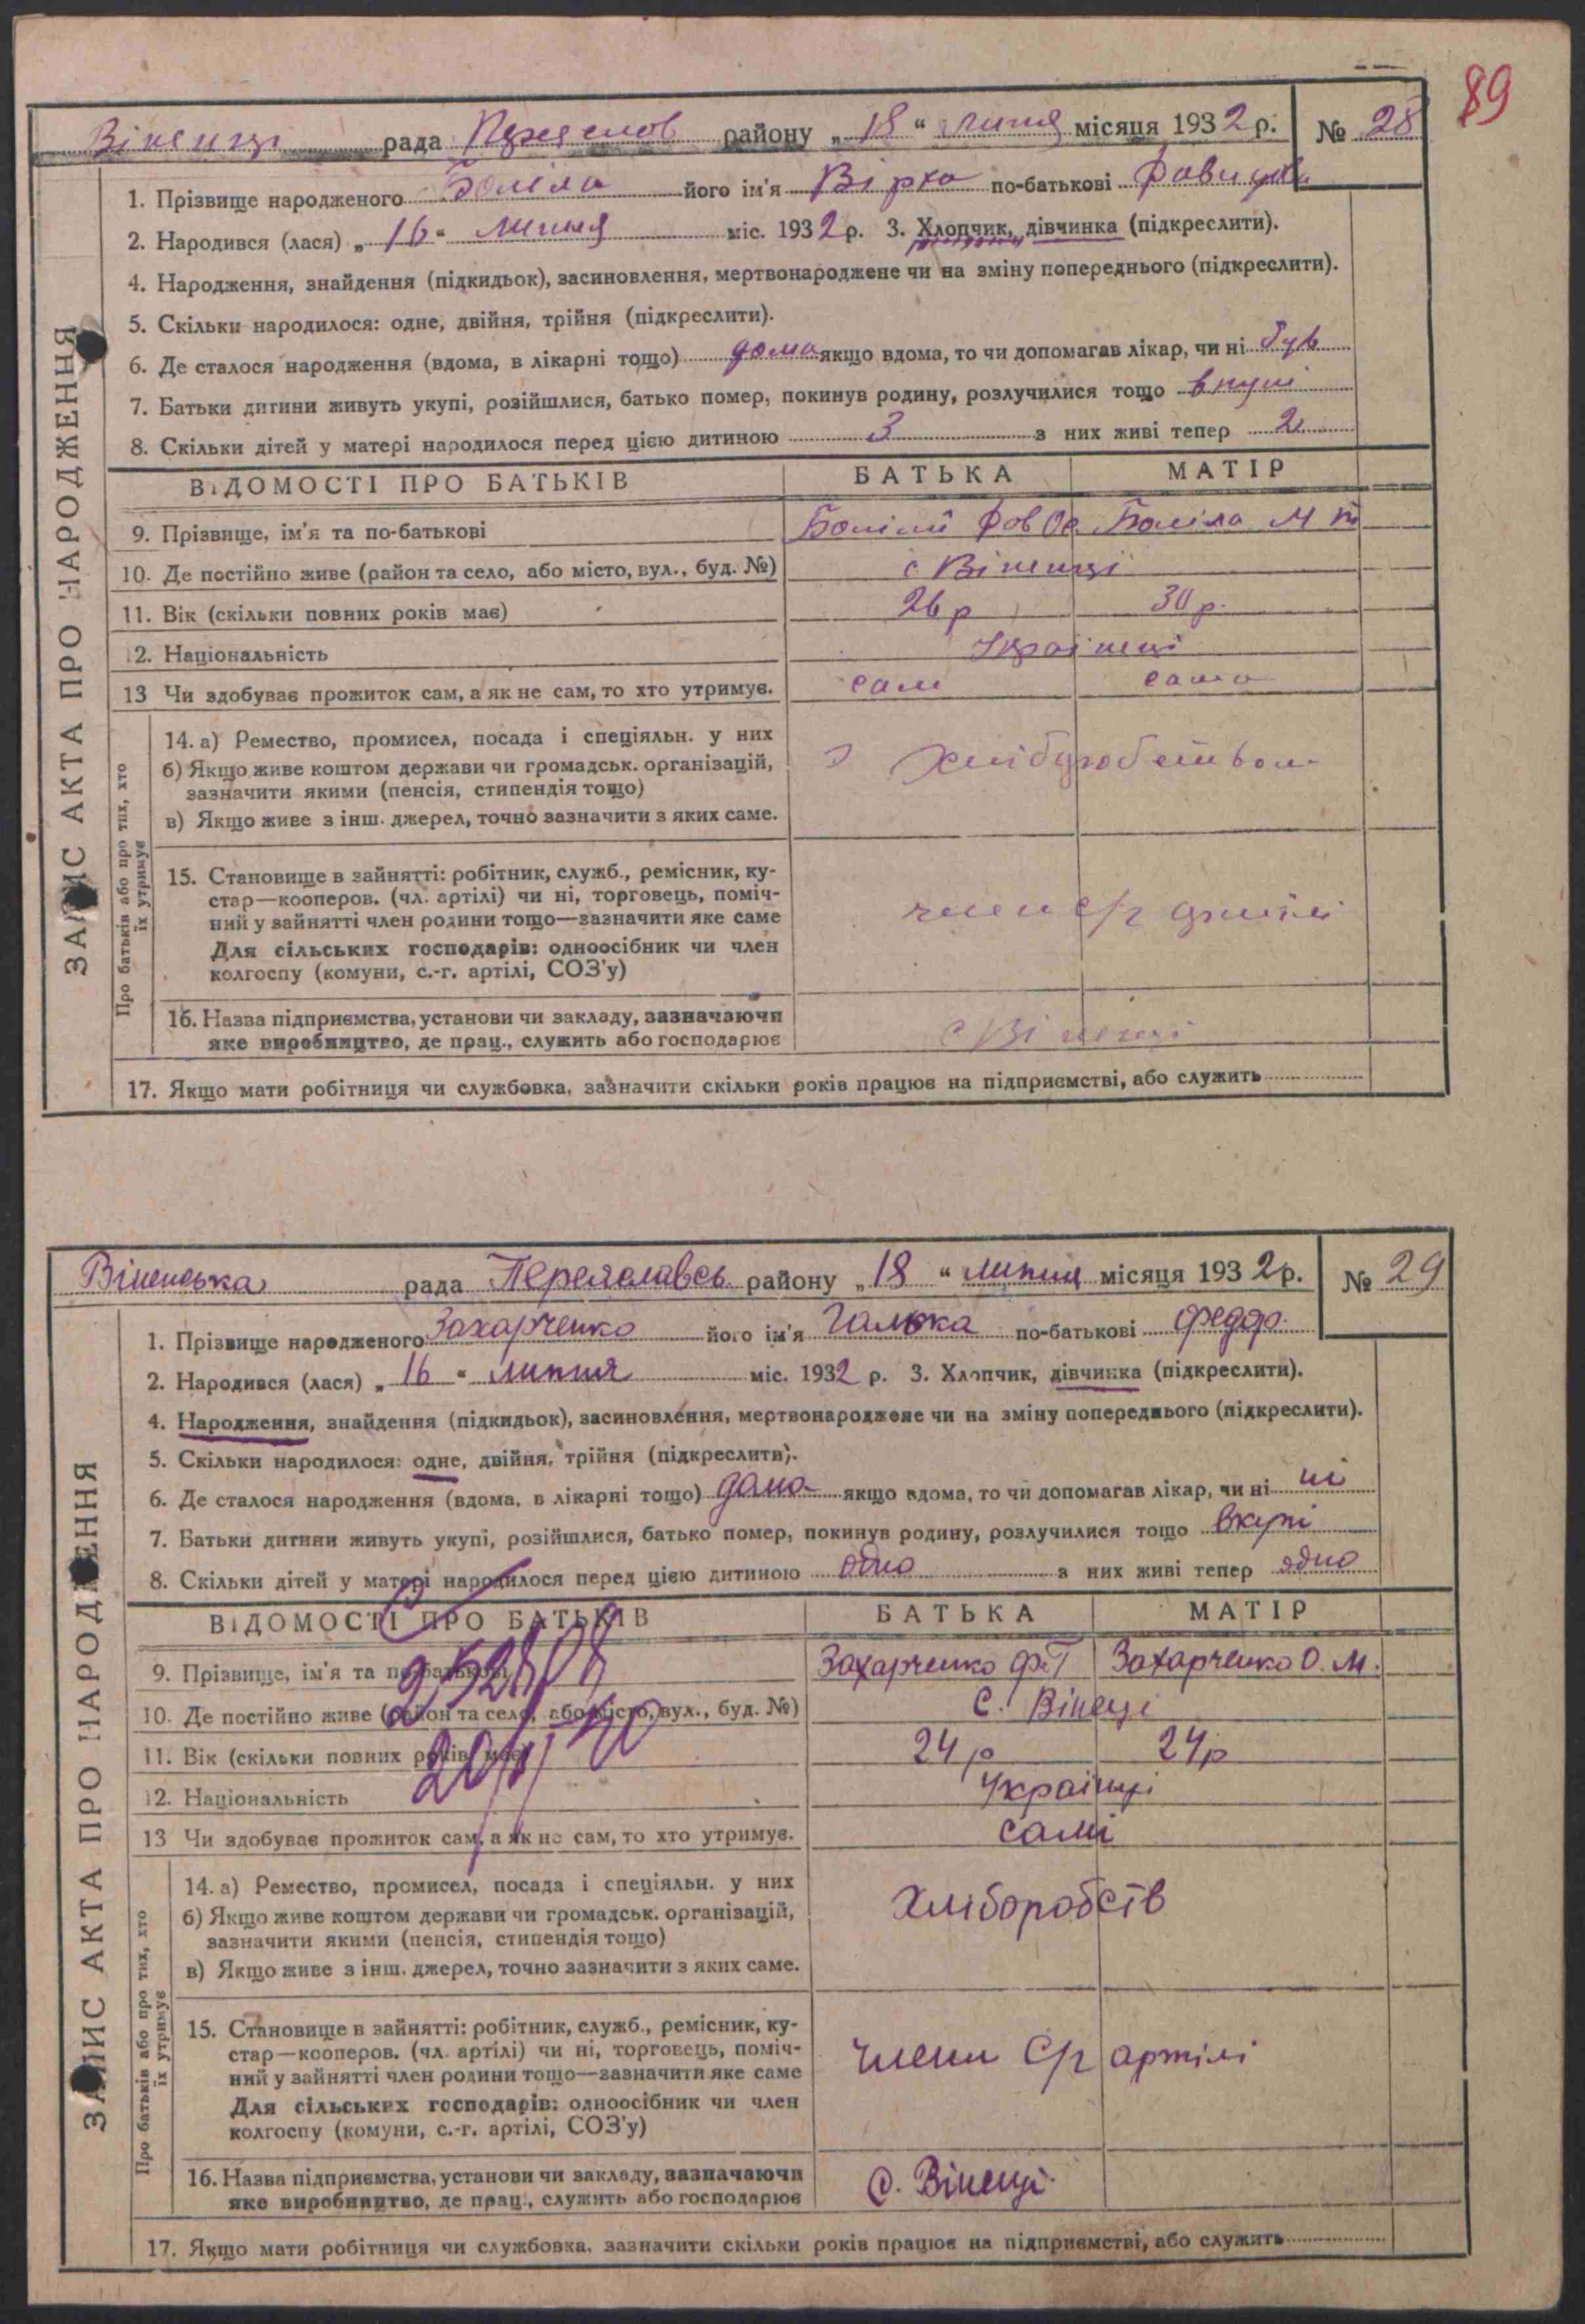 89
Вінинці рада Переяслов району „18“ липня місяця 1932 р. № 28
1. Прізвище народженого Боліла його ім'я Вірка по-батькові
2. Народився (лася) „16“ липня міс. 1932 р. 3. Хлопчик, дівчинка (підкреслити).
4. Народження, знайдення (підкидьок), засиновлення, мертвонароджене чи на зміну попереднього (підкреслити).
5. Скільки народилося: одне, двійня, трійня (підкреслити).
6. Де сталося народження (вдома, в лікарні тощо) дома якщо вдома, то чи допомагав лікар, чи ні був
7. Батьки дитини живуть укупі, розійшлися, батько помер, покинув родину, розлучилися тощо вкупі
8. Скільки дітей у матері народилося перед цією дитиною 3 з них живі тепер 2
ВІДОМОСТІ ПРО БАТЬКІВ БАТЬКА МАТІР
9. Прізвище, ім'я та по-батькові Боліла М
10. Де постійно живе (район та село, або місто, вул., буд. №) с Віненці
11. Вік (скільки повних років має) 26 р 30 р.
12. Національність Українці
13 Чи здобуває прожиток сам, а як не сам, то хто утримує. сам сама
14. а) Ремество, промисел, посада і спеціяльн. у них
б) Якщо живе коштом держави чи громадськ. організацій, зазначити якими (пенсія, стипендія тощо)
в) Якщо живе з інш. джерел, точно зазначити з яких саме.
з хліборобством
15. Становище в зайнятті: робітник, служб., ремісник, ку-
стар—кооперов. (чл. артілі) чи ні, торговець, поміч-
ний у зайнятті член родини тощо—зазначити яке саме
Для сільських господарів: одноосібник чи член
колгоспу (комуни, с.-г. артілі, СОЗ'у)
член с/г артілі
16. Назва підприємства, установи чи закладу, зазначаючи
яке виробництво, де прац., служить або господарює
с Віненці
17. Якщо мати робітниця чи службовка, зазначити скільки років працює на підприємстві, або служить
ЗАПИС АКТА ПРО НАРОДЖЕННЯ
Про батьків або про тих, хто
їх утримує
Віненська рада Переяславсь району „18“ липня місяця 1932 р. № 29
1. Прізвище народженого Захарченко його ім'я Галька по-батькові Федор.
2. Народився (лася) „16“ липня міс. 1932 р. 3. Хлопчик, дівчинка (підкреслити).
4. Народження, знайдення (підкидьок), засиновлення, мертвонароджене чи на зміну попереднього (підкреслити).
5. Скільки народилося: одне, двійня, трійня (підкреслити).
6. Де сталося народження (вдома, в лікарні тощо) дома якщо вдома, то чи допомагав лікар, чи ні ні
7. Батьки дитини живуть укупі, розійшлися, батько помер, покинув родину, розлучилися тощо вкупі
8. Скільки дітей у матері народилося перед цією дитиною одно з них живі тепер одно
ВІДОМОСТІ ПРО БАТЬКІВ БАТЬКА МАТІР
9. Прізвище, ім'я та по-батькові Захарченко Ф.Г Захарченко О. М.
10. Де постійно живе (район та село, або місто, вул., буд. №) с. Вінеці
11. Вік (скільки повних років має) 24 р 24 р
12. Національність Українці
13 Чи здобуває прожиток сам, а як не сам, то хто утримує. самі
14. а) Ремество, промисел, посада і спеціяльн. у них
б) Якщо живе коштом держави чи громадськ. організацій,
зазначити якими (пенсія, стипендія тощо)
в) Якщо живе з інш. джерел, точно зазначити з яких саме.
Хліборобств
15. Становище в зайнятті: робітник, служб., ремісник, ку-
стар—кооперов. (чл. артілі) чи ні, торговець, поміч-
ний у зайнятті член родини тощо—зазначити яке саме
Для сільських господарів: одноосібник чи член
колгоспу (комуни, с.-г. артілі, СОЗ'у)
члени с/г артілі
16. Назва підприємства, установи чи закладу, зазначаючи
яке виробництво, де прац., служить або господарює
с. Вінеці
17. Якщо мати робітниця чи службовка, зазначити скільки років працює на підприємстві, або служить
ЗАПИС АКТА ПРО НАРОДЖЕННЯ
Про батьків або про тих, хто
їх утримує